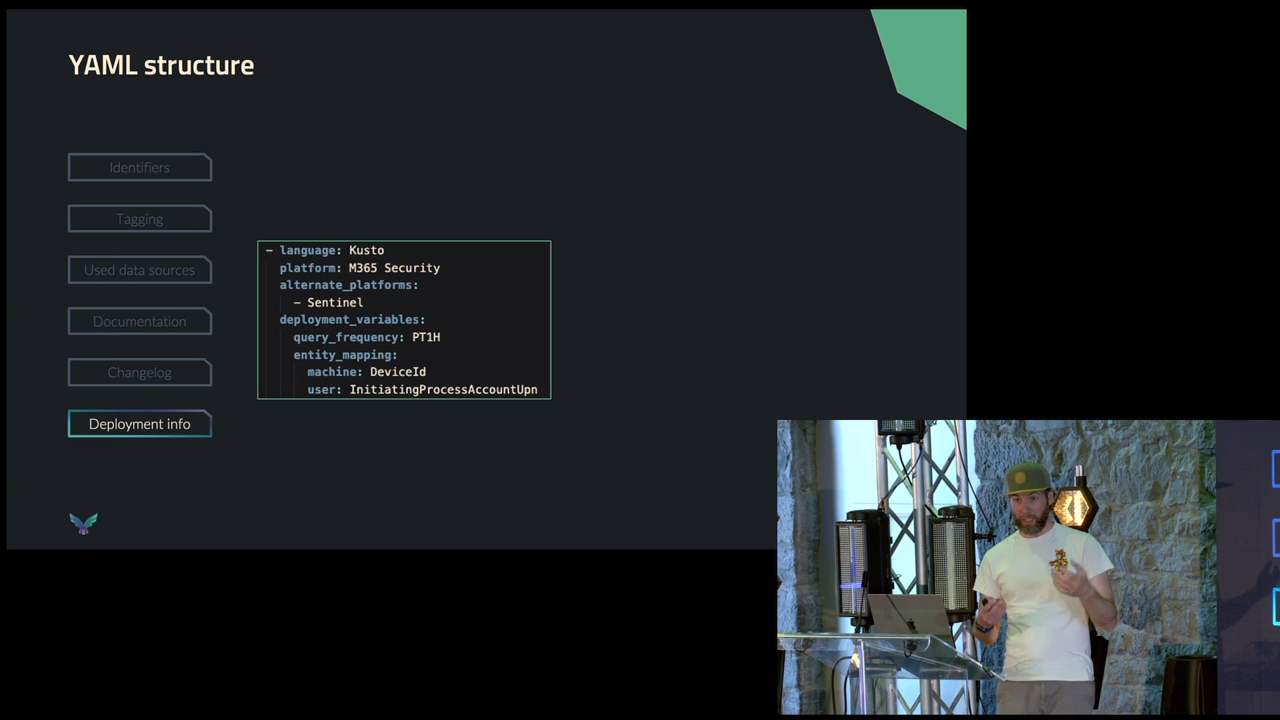 YAML structure
Identifiers
Tagging
Used data sources
Documentation
Changelog
Deployment info
- language: Kusto
platform: M365 Security
alternate_platforms:
- Sentinel
deployment_variables:
query_frequency: PT1H
entity_mapping:
machine: DeviceId
user: InitiatingProcessAccountUpn